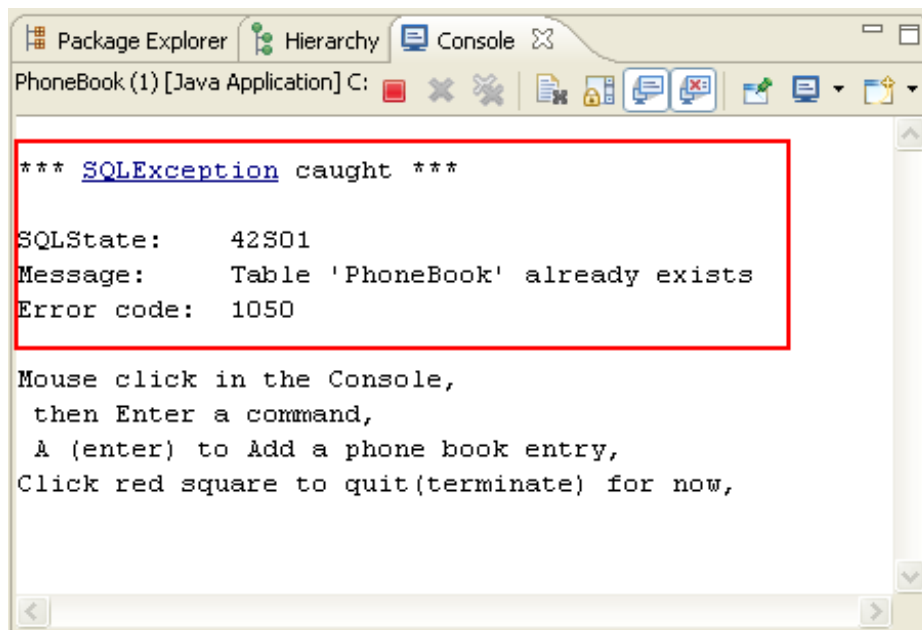 Package Explorer Hierarchy Console
PhoneBook (1) [Java Application] C:
*** SQLException caught ***
SQLState: 42S01
Message: Table 'PhoneBook' already exists
Error code: 1050
Mouse click in the Console,
then Enter a command,
A (enter) to Add a phone book entry,
Click red square to quit(terminate) for now,